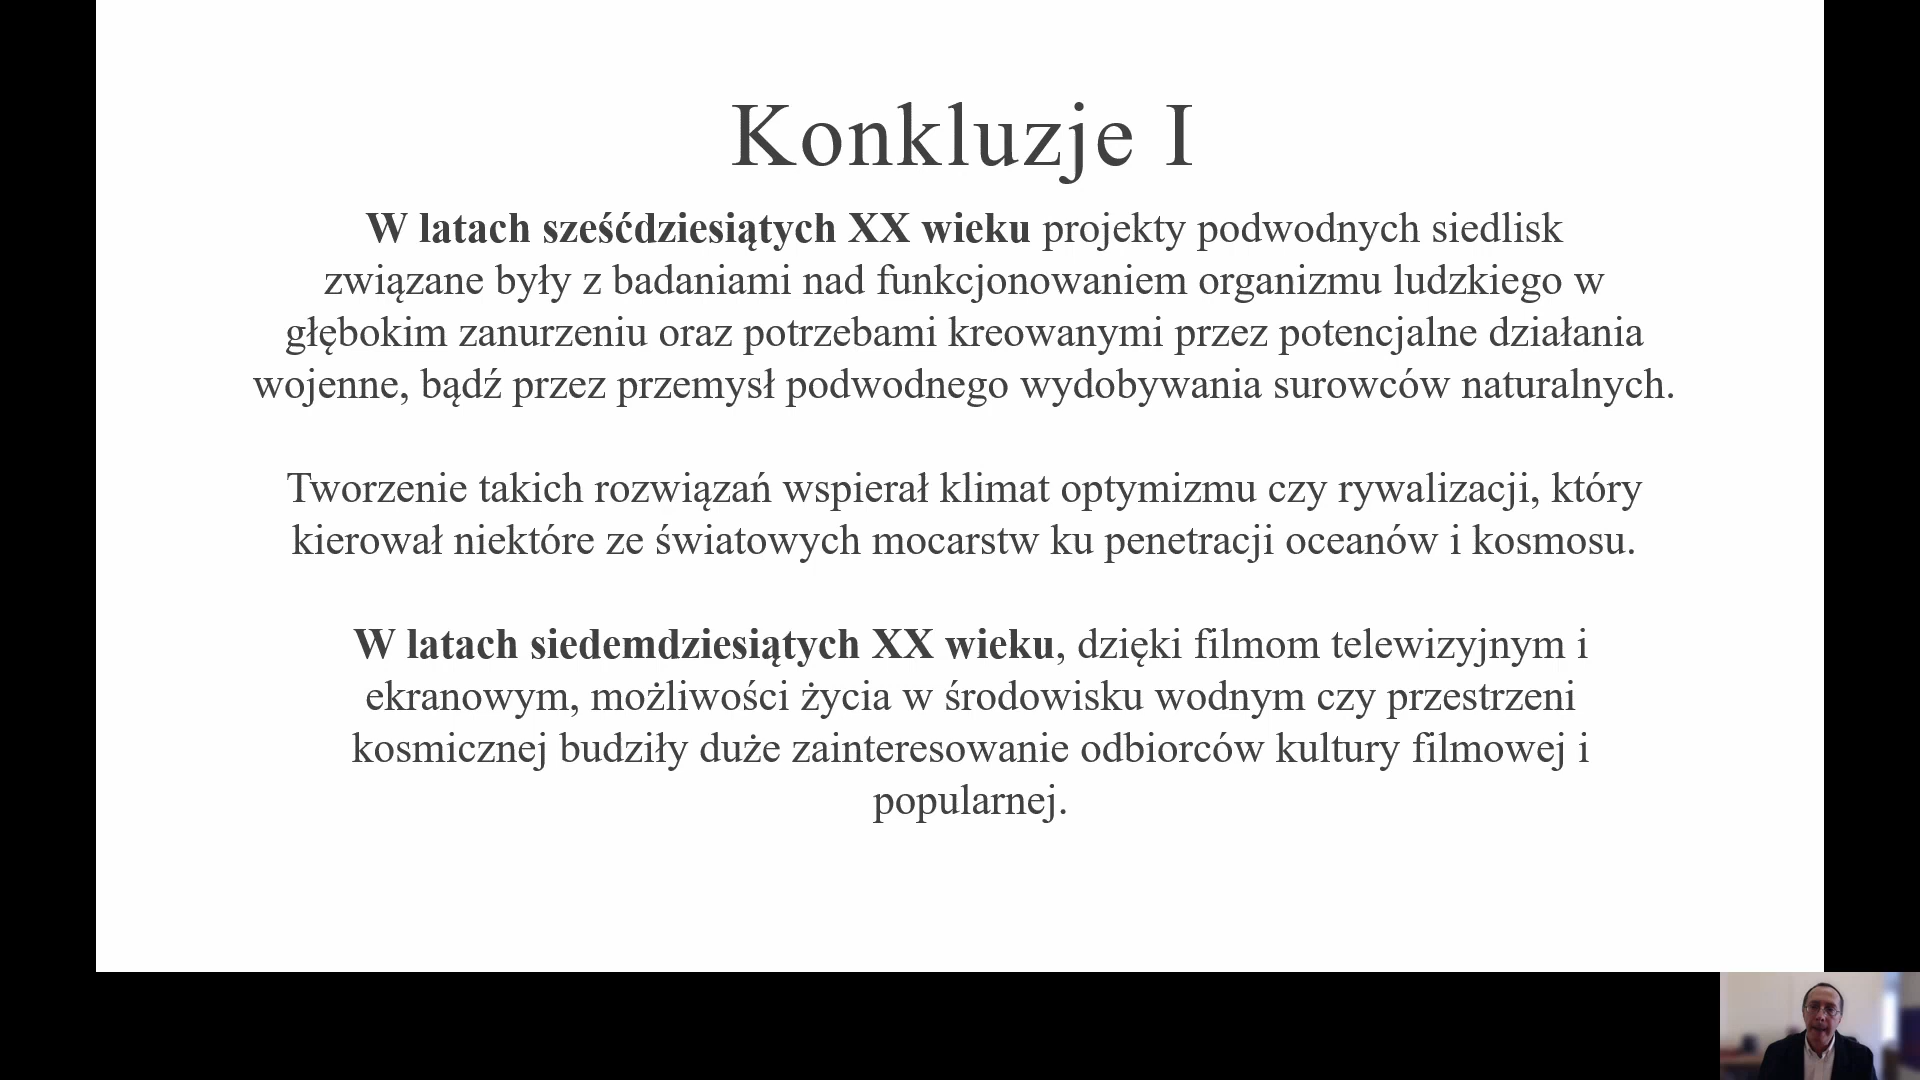 Konkluzje I
W latach sześćdziesiątych XX wieku projekty podwodnych siedlisk
związane były z badaniami nad funkcjonowaniem organizmu ludzkiego w
głębokim zanurzeniu oraz potrzebami kreowanymi przez potencjalne działania
wojenne, bądź przez przemysł podwodnego wydobywania surowców naturalnych.
Tworzenie takich rozwiązań wspierał klimat optymizmu czy rywalizacji, który
kierował niektóre ze światowych mocarstw ku penetracji oceanów i kosmosu.
W latach siedemdziesiątych XX wieku, dzięki filmom telewizyjnym i
ekranowym, możliwości życia w środowisku wodnym czy przestrzeni
kosmicznej budziły duże zainteresowanie odbiorców kultury filmowej i
popularnej.